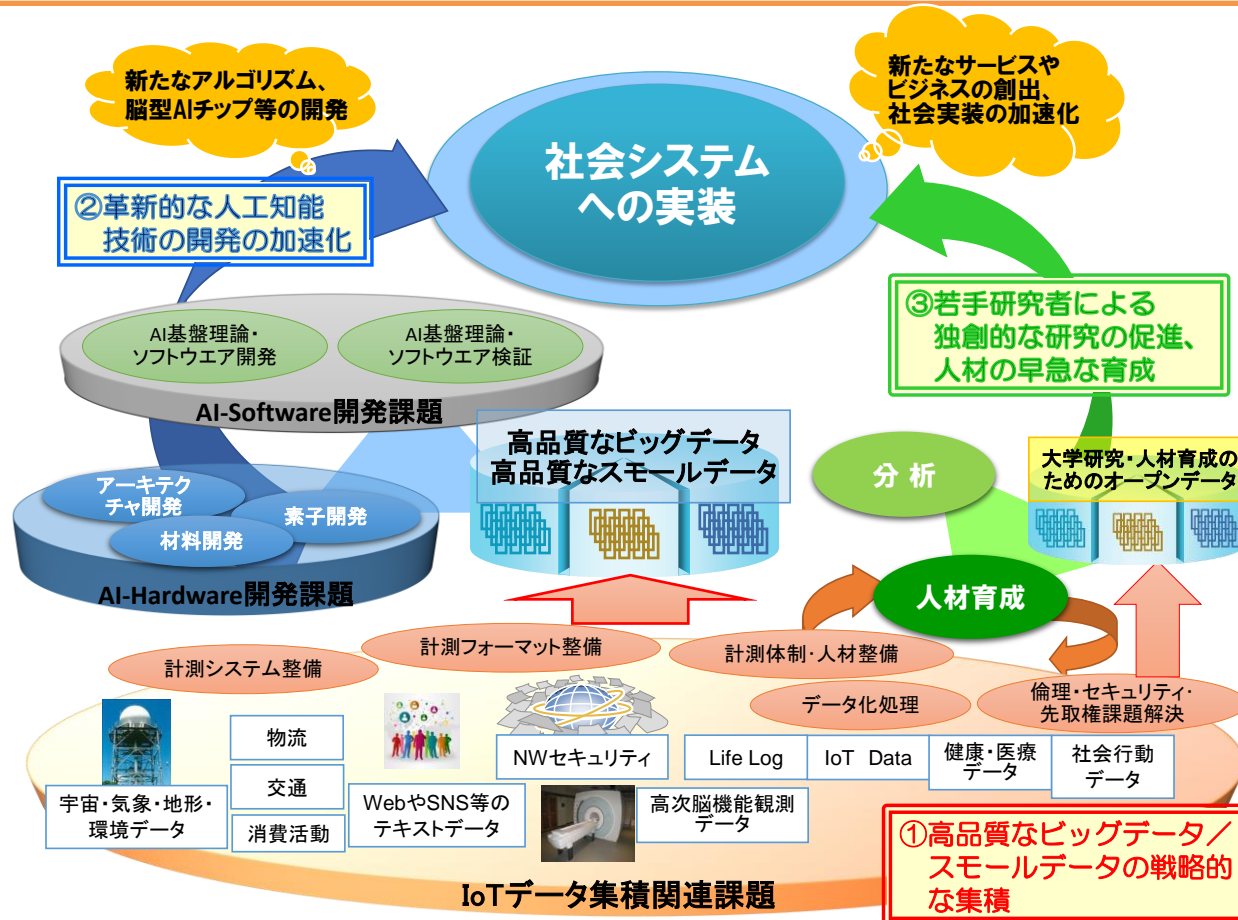 新たなアルゴリズム、
脳型AIチップ等の開発
新たなサービスや
ビジネスの創出、
社会実装の加速化
社会システム
への実装
②革新的な人工知能
技術の開発の加速化
③若手研究者による
独創的な研究の促進、
人材の早急な育成
AI基盤理論・
ソフトウエア開発
AI基盤理論・
ソフトウエア検証
AI-Software開発課題
高品質なビッグデータ
高品質なスモールデータ
分 析
大学研究・人材育成の
ためのオープンデータ
アーキテク
チャ開発
素子開発
材料開発
AI-Hardware開発課題
人材育成
計測システム整備
計測フォーマット整備
計測体制・人材整備
データ化処理
倫理・セキュリティ・
先取権課題解決
物流
交通
消費活動
宇宙・気象・地形・
環境データ
WebやSNS等の
テキストデータ
NWセキュリティ
高次脳機能観測
データ
Life Log
IoT Data
健康・医療
データ
社会行動
データ
①高品質なビッグデータ／
スモールデータの戦略的
な集積
IoTデータ集積関連課題